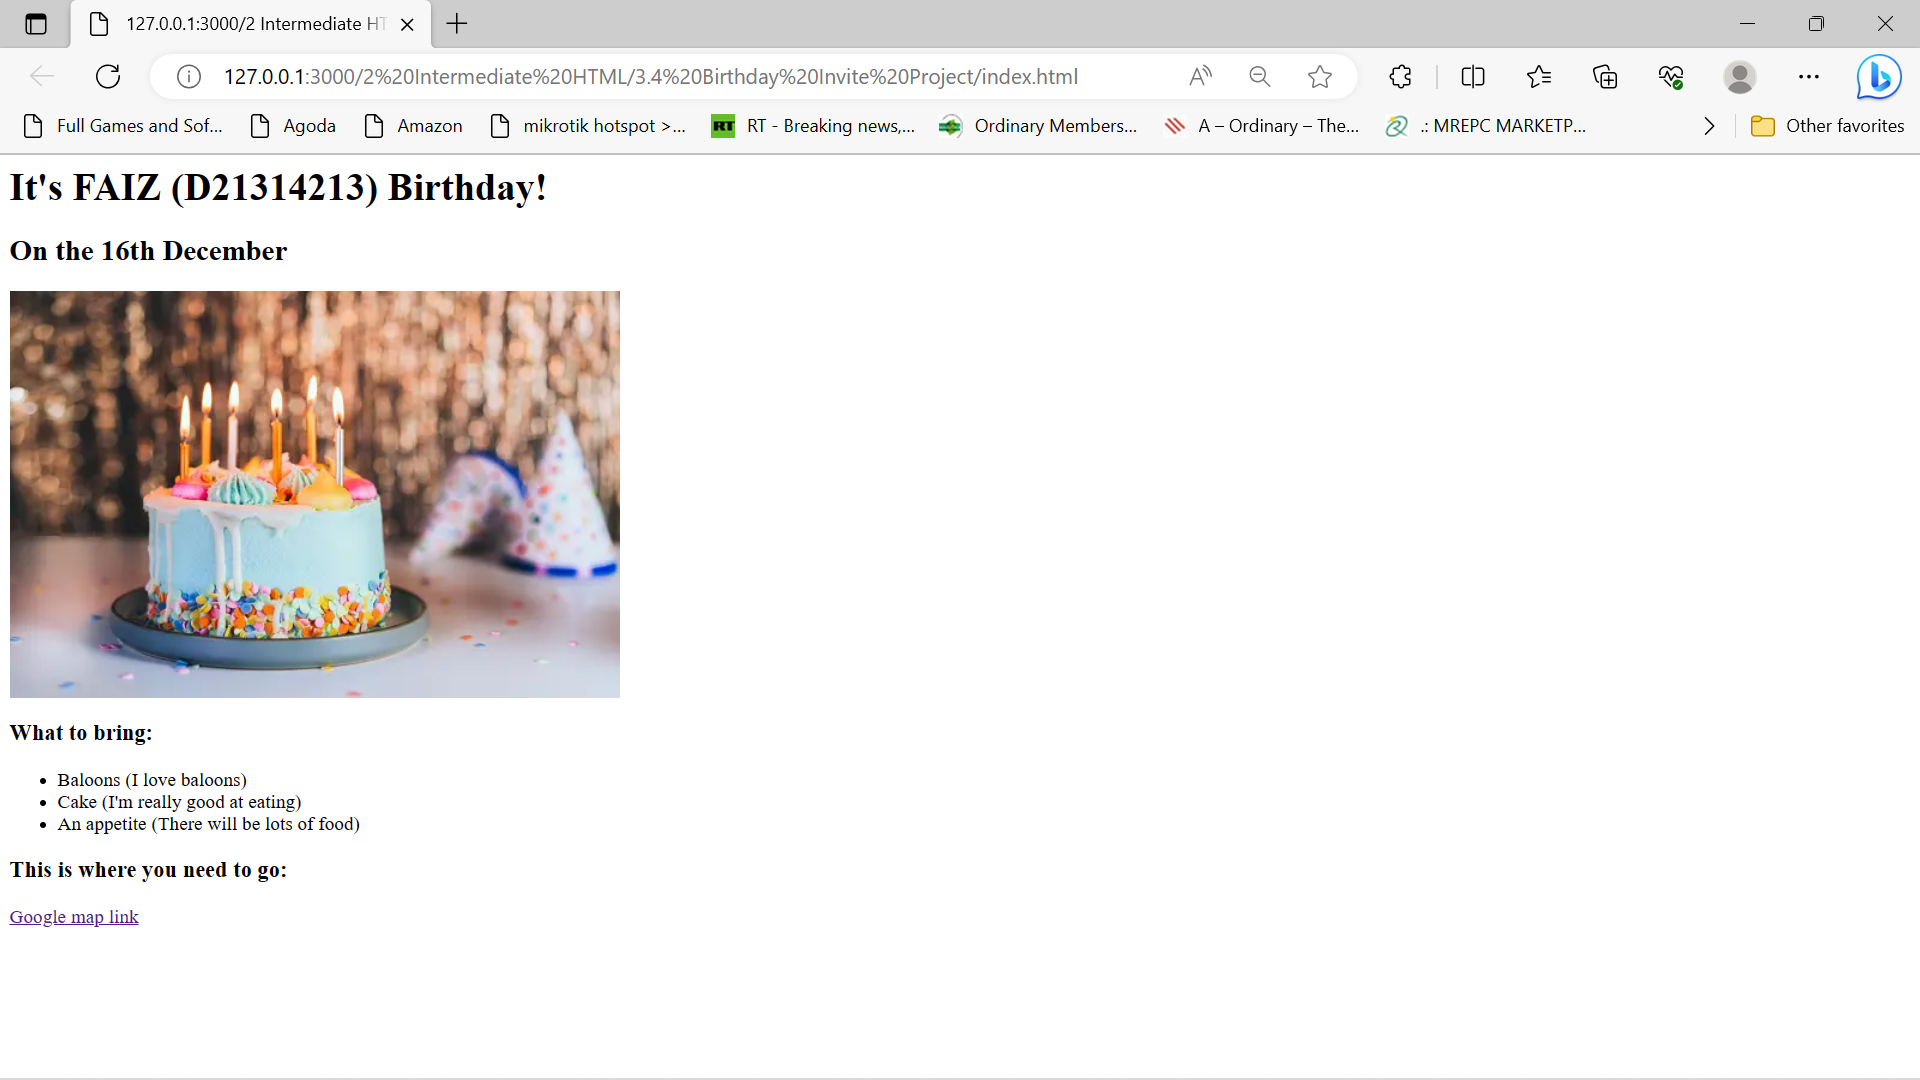 127.0.0.1:3000/2 Intermediate HT
127.0.0.1:3000/2%20Intermediate%20HTML/3.4%20Birthday%20Invite%20Project/index.html
Full Games and Sof... Agoda Amazon mikrotik hotspot >... RT RT - Breaking news,... Ordinary Members... A – Ordinary – The... .: MREPC MARKETP... Other favorites
It's FAIZ (D21314213) Birthday!
On the 16th December
What to bring:
Baloons (I love baloons)
Cake (I'm really good at eating)
An appetite (There will be lots of food)
This is where you need to go:
Google map link